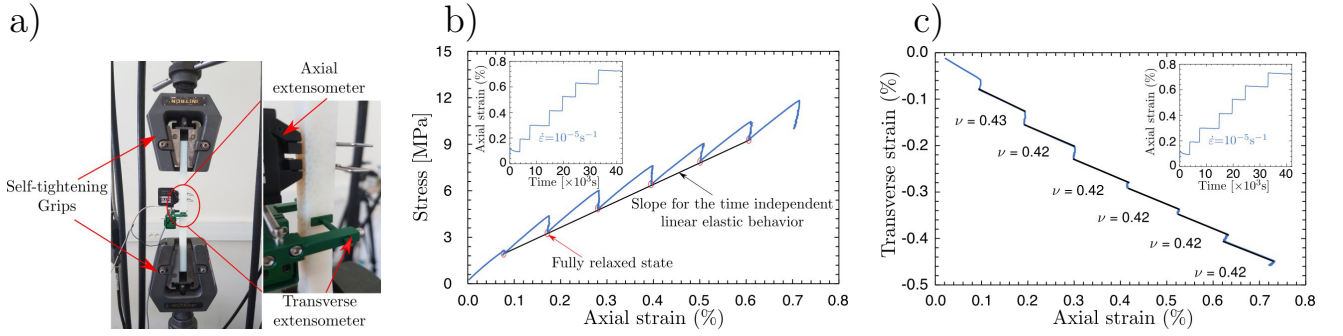 a)
Axial
extensometer
INSTRON
Self-tightening
Grips
Transverse
extensometer
b)
Stress [MPa]
15
12
9
6
3
0
0.0 0.1 0.2 0.3 0.4 0.5 0.6 0.7 0.8
Axial strain (%)
Axial strain (%)
0.8
0.6
0.4
0.2
0
0 10 20 30 40
Time [×10³s]
ε̇=10⁻⁵s⁻¹
Slope for the time independent
linear elastic behavior
Fully relaxed state
c)
Transverse strain (%)
0.0
-0.1
-0.2
-0.3
-0.4
-0.5
0.0 0.1 0.2 0.3 0.4 0.5 0.6 0.7 0.8
Axial strain (%)
Axial strain (%)
0.8
0.6
0.4
0.2
0
0 10 20 30 40
Time [×10³s]
ε̇=10⁻⁵s⁻¹
ν = 0.43
ν = 0.42
ν = 0.42
ν = 0.42
ν = 0.42
ν = 0.42